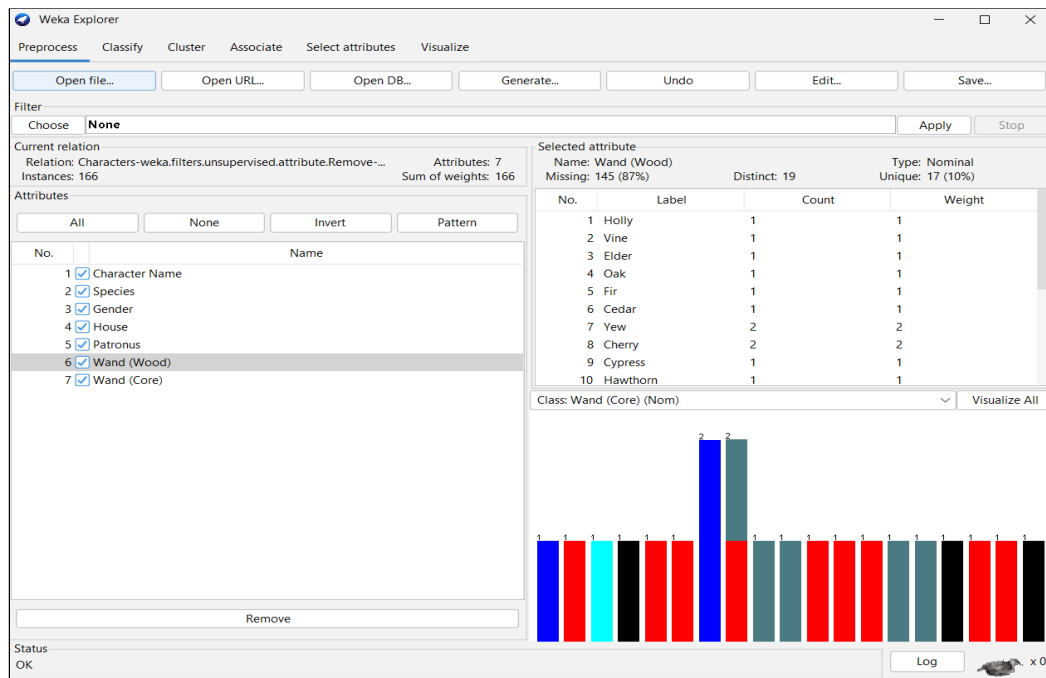 Weka Explorer
Preprocess Classify Cluster Associate Select attributes Visualize
Open file... Open URL... Open DB... Generate... Undo Edit... Save...
Filter
Choose None Apply Stop
Current relation
Relation: Characters-weka.filters.unsupervised.attribute.Remove-... Attributes: 7
Instances: 166 Sum of weights: 166
Selected attribute
Name: Wand (Wood) Type: Nominal
Missing: 145 (87%) Distinct: 19 Unique: 17 (10%)
Attributes
All None Invert Pattern
No. Name
1 Character Name
2 Species
3 Gender
4 House
5 Patronus
6 Wand (Wood)
7 Wand (Core)
Remove
No. Label Count Weight
1 Holly 1 1
2 Vine 1 1
3 Elder 1 1
4 Oak 1 1
5 Fir 1 1
6 Cedar 1 1
7 Yew 2 2
8 Cherry 2 2
9 Cypress 1 1
10 Hawthorn 1 1
Class: Wand (Core) (Nom) Visualize All
2 2
1 1 1 1 1 1 1 1 1 1 1 1 1 1 1 1 1
Status
OK
Log x 0